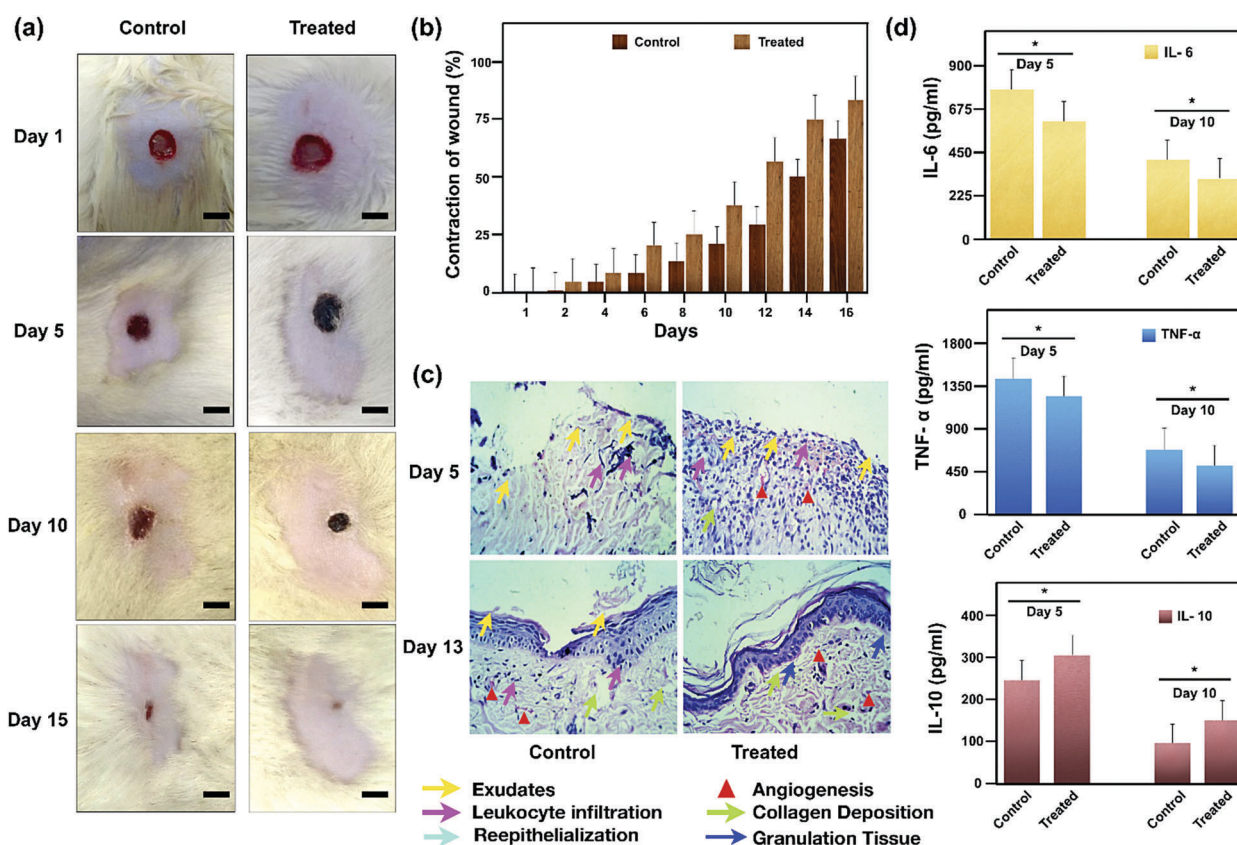 (a)
Control Treated
Day 1
Day 5
Day 10
Day 15
(b)
Control Treated
Contraction of wound (%)
100
75
50
25
0
1 2 4 6 8 10 12 14 16
Days
(c)
Day 5
Day 13
Control Treated
Exudates
Leukocyte infiltration
Reepithelialization
Angiogenesis
Collagen Deposition
Granulation Tissue
(d)
IL- 6
IL-6 (pg/ml)
900
675
450
225
0
*
Day 5
*
Day 10
Control Treated Control Treated
TNF-α
TNF- α (pg/ml)
1800
1350
900
450
0
*
Day 5
*
Day 10
Control Treated Control Treated
IL- 10
IL-10 (pg/ml)
400
300
200
100
0
*
Day 5
*
Day 10
Control Treated Control Treated